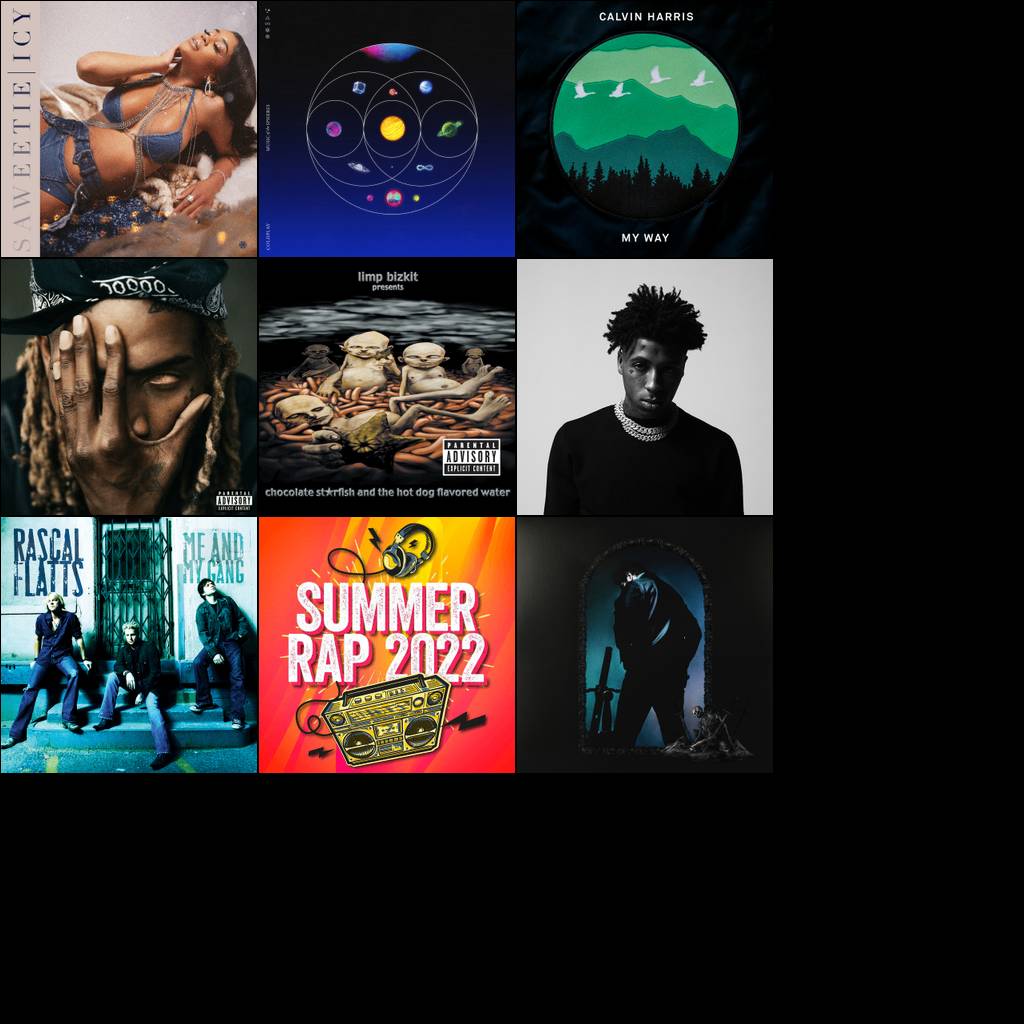 SAWEETIE | ICY
MUSIC of the SPHERES
COLDPLAY
CALVIN HARRIS
MY WAY
PARENTAL
ADVISORY
EXPLICIT CONTENT
limp bizkit
presents
PARENTAL
ADVISORY
EXPLICIT CONTENT
chocolate st★rfish and the hot dog flavored water
RASCAL
FLATTS
ME AND
MY GANG
SUMMER
RAP 2022